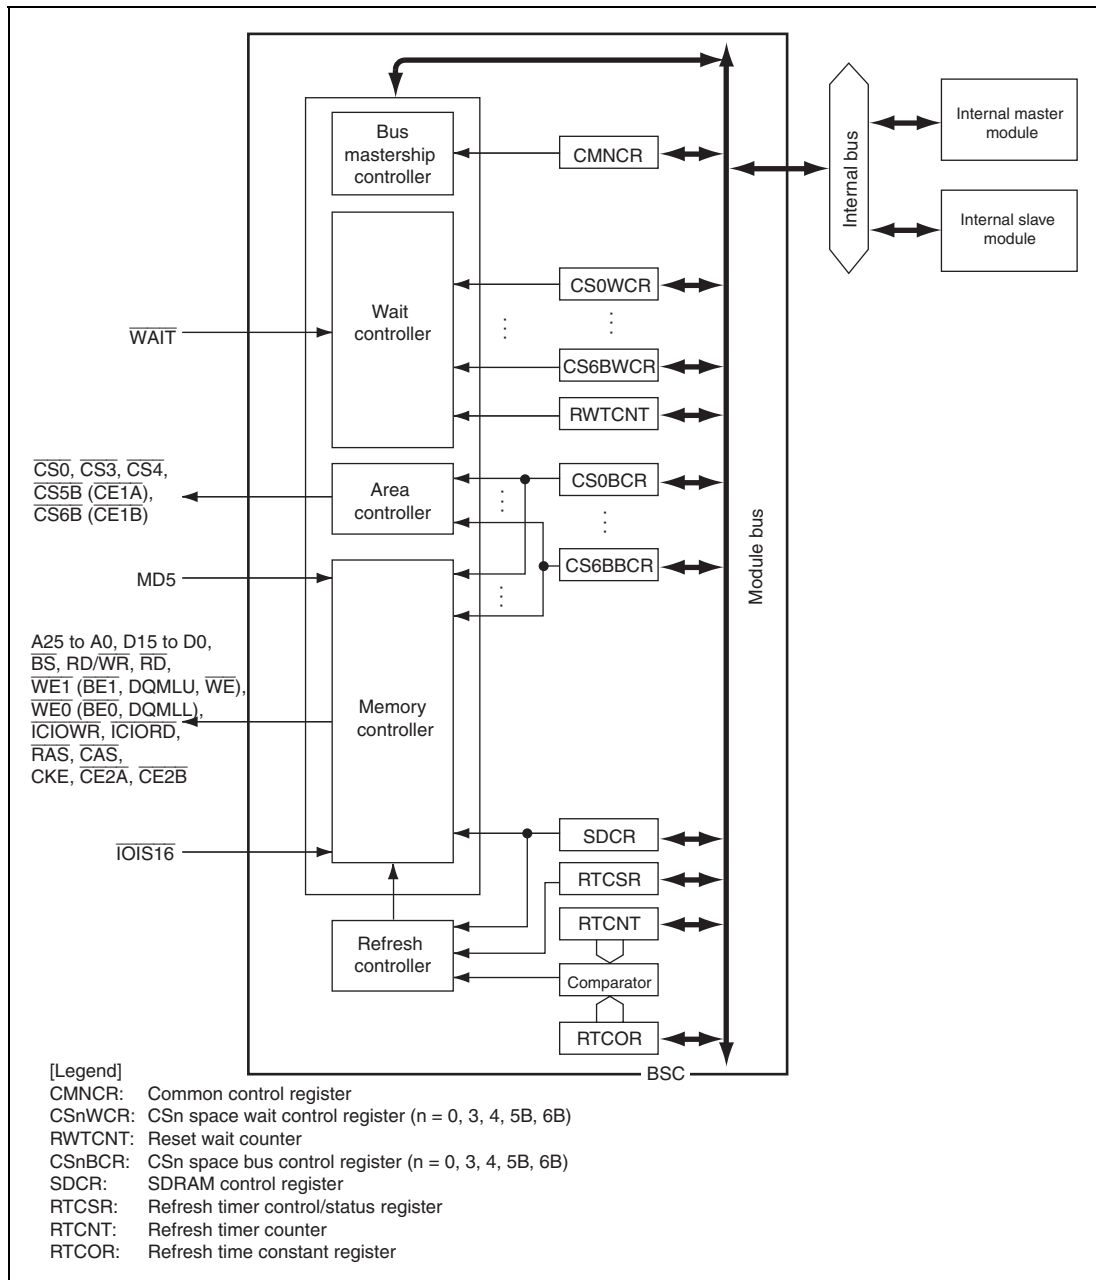 Bus
mastership
controller
CMNCR
Internal bus
Internal master
module
Internal slave
module
CS0WCR
Wait
controller
WAIT
CS6BWCR
RWTCNT
CS0, CS3, CS4,
CS5B (CE1A),
CS6B (CE1B)
Area
controller
CS0BCR
Module bus
CS6BBCR
MD5
A25 to A0, D15 to D0,
BS, RD/WR, RD,
WE1 (BE1, DQMLU, WE),
WE0 (BE0, DQMLL),
ICIOWR, ICIORD,
RAS, CAS,
CKE, CE2A, CE2B
Memory
controller
SDCR
IOIS16
RTCSR
RTCNT
Refresh
controller
Comparator
RTCOR
BSC
[Legend]
CMNCR: Common control register
CSnWCR: CSn space wait control register (n = 0, 3, 4, 5B, 6B)
RWTCNT: Reset wait counter
CSnBCR: CSn space bus control register (n = 0, 3, 4, 5B, 6B)
SDCR: SDRAM control register
RTCSR: Refresh timer control/status register
RTCNT: Refresh timer counter
RTCOR: Refresh time constant register